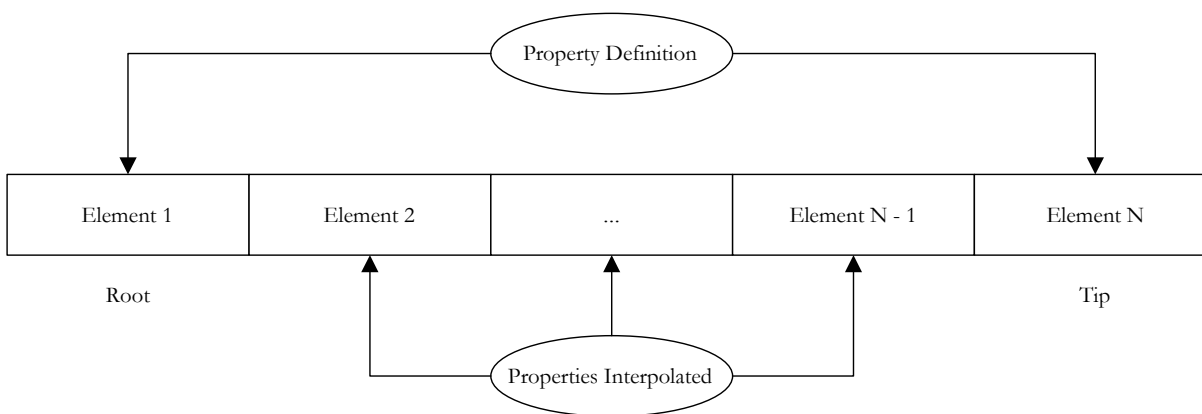 Property Definition
Element 1
Element 2
...
Element N - 1
Element N
Root
Tip
Properties Interpolated